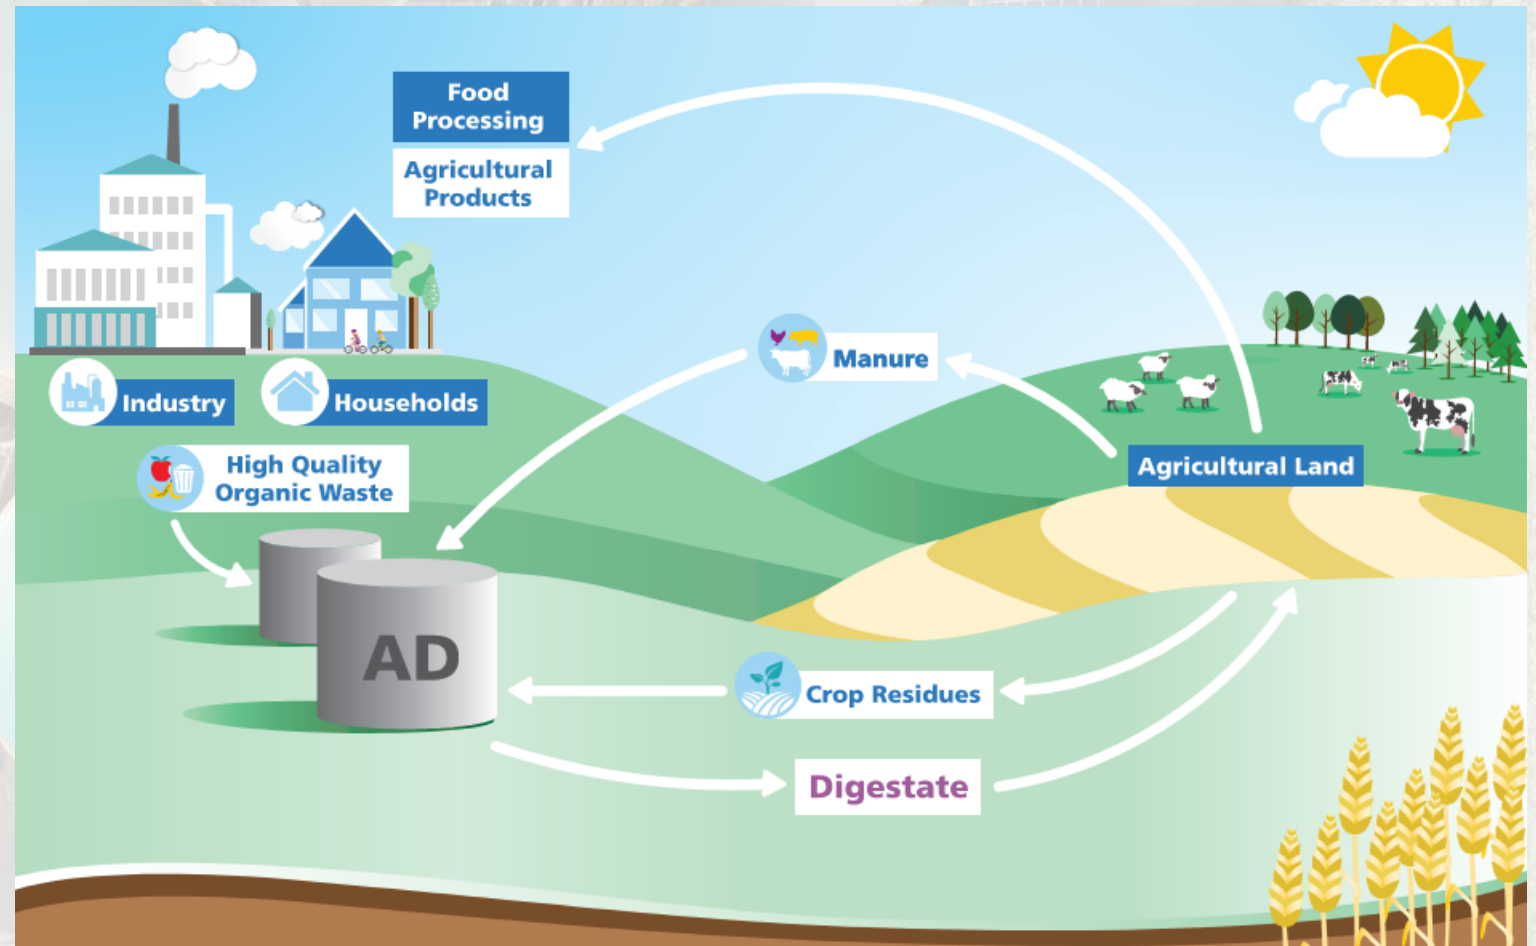 Food
Processing
Agricultural
Products
Manure
Industry
Households
Agricultural Land
High Quality
Organic Waste
AD
Crop Residues
Digestate